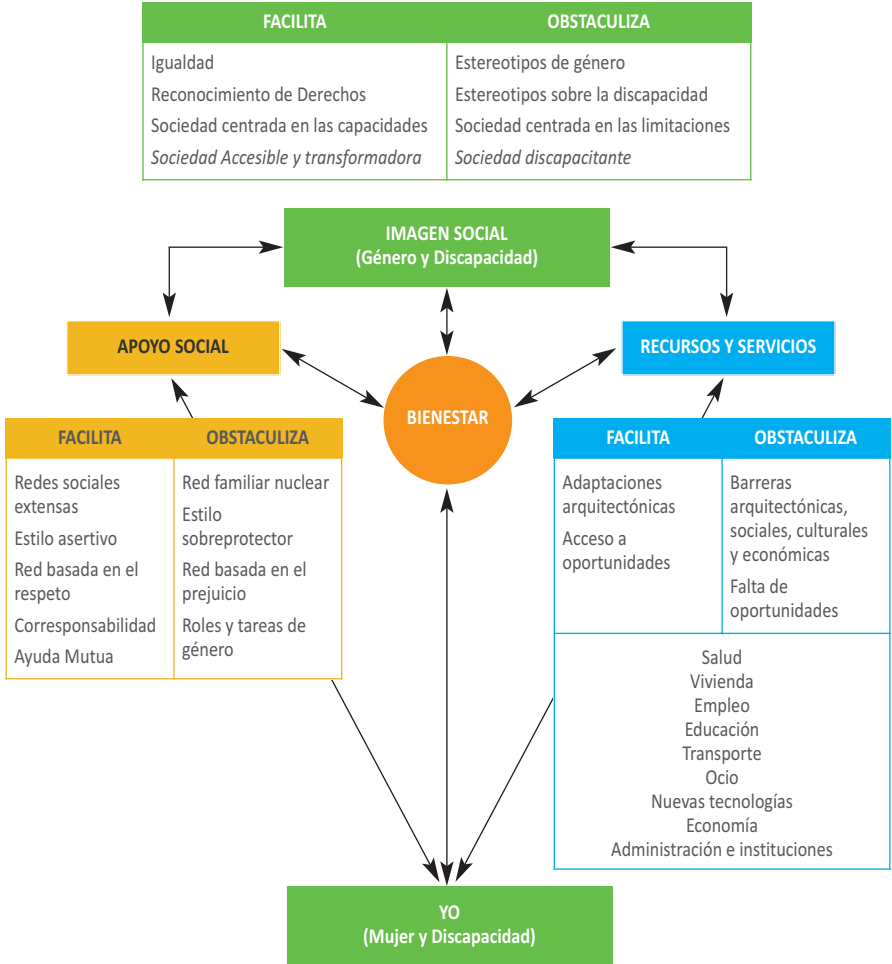 FACILITA
OBSTACULIZA
Igualdad
Reconocimiento de Derechos
Sociedad centrada en las capacidades
Sociedad Accesible y transformadora
Estereotipos de género
Estereotipos sobre la discapacidad
Sociedad centrada en las limitaciones
Sociedad discapacitante
IMAGEN SOCIAL
(Género y Discapacidad)
APOYO SOCIAL
RECURSOS Y SERVICIOS
BIENESTAR
FACILITA
OBSTACULIZA
Redes sociales
extensas
Estilo asertivo
Red basada en el
respeto
Corresponsabilidad
Ayuda Mutua
Red familiar nuclear
Estilo
sobreprotector
Red basada en el
prejuicio
Roles y tareas de
género
FACILITA
OBSTACULIZA
Adaptaciones
arquitectónicas
Acceso a
oportunidades
Barreras
arquitectónicas,
sociales, culturales
y económicas
Falta de
oportunidades
Salud
Vivienda
Empleo
Educación
Transporte
Ocio
Nuevas tecnologías
Economía
Administración e instituciones
YO
(Mujer y Discapacidad)